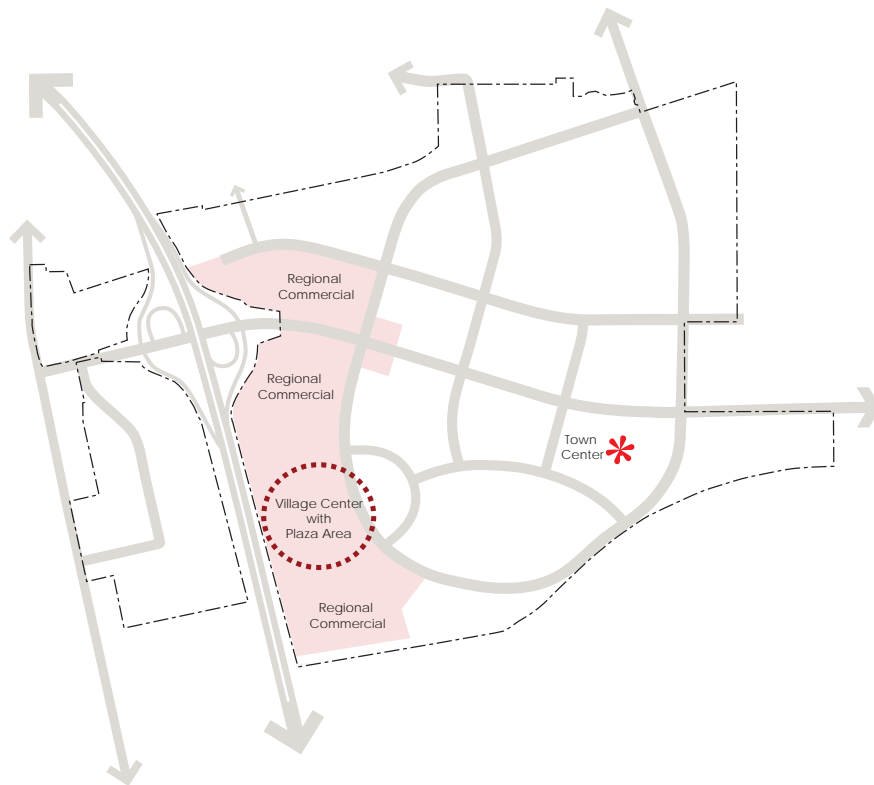 Regional
Commercial
Regional
Commercial
Town
Center
Village Center
with
Plaza Area
Regional
Commercial